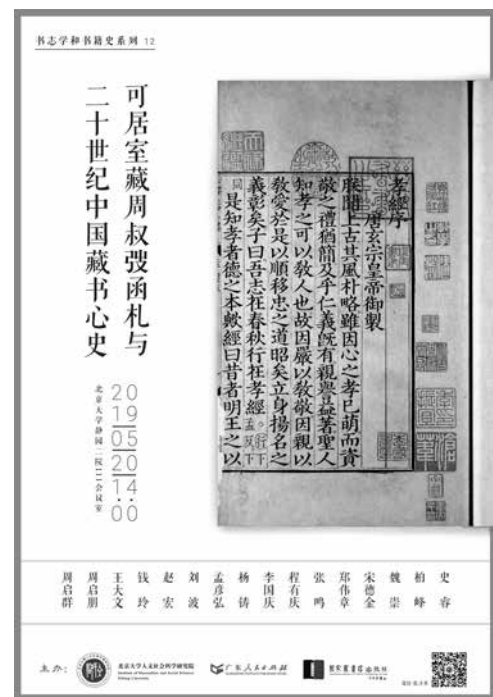 书志学和书籍史系列 12
可居室藏周叔弢函札与
二十世纪中国藏书心史
20
19
05
20
14:
00
北京大学静园二院111会议室
孝經序
唐玄宗皇帝御製
朕聞上古其風朴略雖因心之孝已萌而資
敬之禮猶簡及乎仁義旣有親譽益著聖人
知孝之可以教人也故因嚴以教敬因親以
教愛於是以順移忠之道昭矣立身揚名之
義彰矣子曰吾志在春秋行在孝經
是知孝者德之本歟經曰昔者明王之以
史睿
柏峰
魏崇
宋德金
郑伟章
张鸣
程有庆
李国庆
杨铸
孟彦弘
刘波
赵宏
钱玲
王大文
周启朋
周启群
主办:
北京大学人文社会科学研究院
Institute of Humanities and Social Sciences
Peking University
广东人民出版社